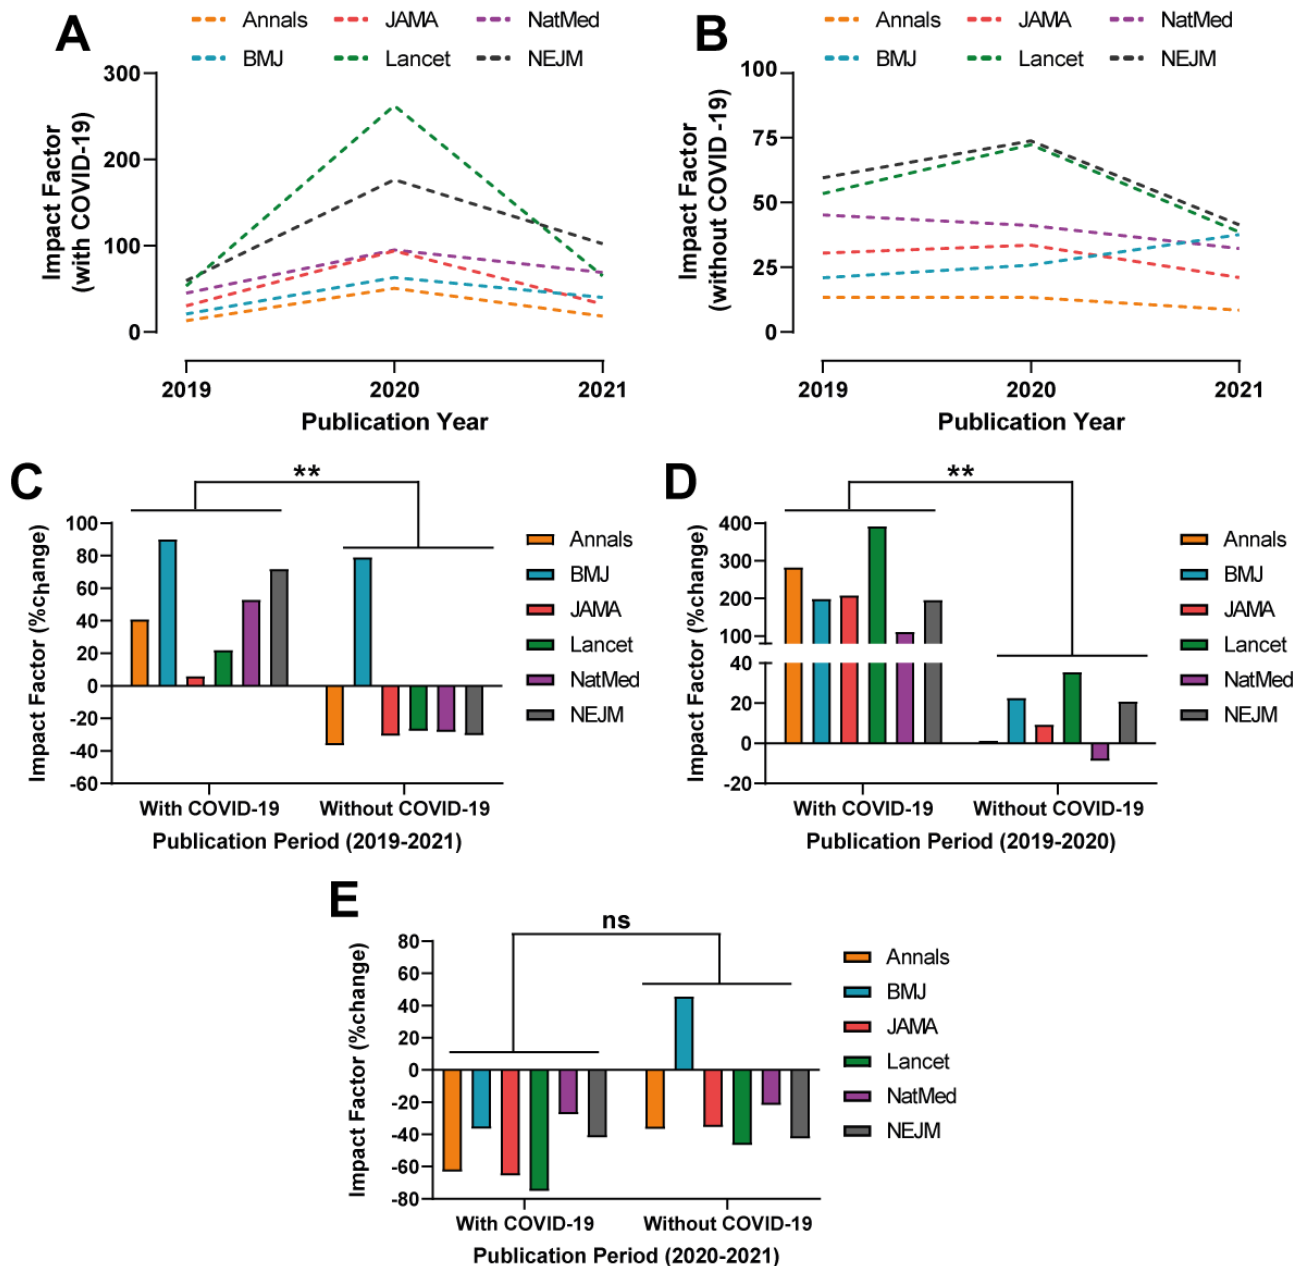 A
Annals JAMA NatMed
BMJ Lancet NEJM
Impact Factor
(with COVID-19)
300
200
100
0
2019 2020 2021
Publication Year
B
Annals JAMA NatMed
BMJ Lancet NEJM
Impact Factor
(without COVID-19)
100
75
50
25
0
2019 2020 2021
Publication Year
C
**
Impact Factor (%change)
100
80
60
40
20
0
-20
-40
-60
With COVID-19 Without COVID-19
Publication Period (2019-2021)
Annals
BMJ
JAMA
Lancet
NatMed
NEJM
D
**
Impact Factor (%change)
400
300
200
100
40
20
0
-20
With COVID-19 Without COVID-19
Publication Period (2019-2020)
Annals
BMJ
JAMA
Lancet
NatMed
NEJM
E
ns
Impact Factor (%change)
80
60
40
20
0
-20
-40
-60
-80
With COVID-19 Without COVID-19
Publication Period (2020-2021)
Annals
BMJ
JAMA
Lancet
NatMed
NEJM